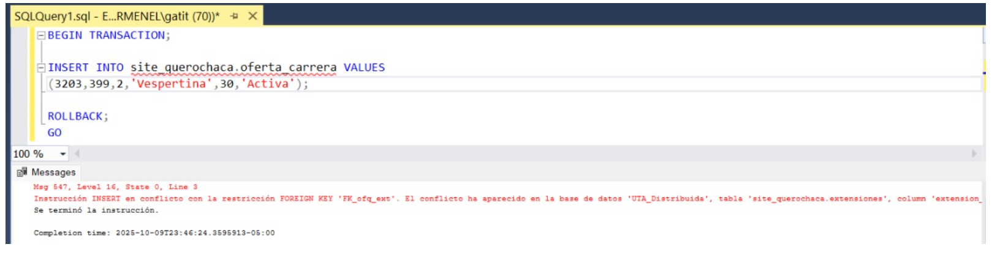 SQLQuery1.sql - E...RMENEL\gatit (70))*
BEGIN TRANSACTION;
INSERT INTO site_querochaca.oferta_carrera VALUES
(3203,399,2,'Vespertina',30,'Activa');
ROLLBACK;
GO
100 %
Messages
Msg 547, Level 16, State 0, Line 3
Instrucción INSERT en conflicto con la restricción FOREIGN KEY 'FK_ofq_ext'. El conflicto ha aparecido en la base de datos 'UTA_Distribuida', tabla 'site_querochaca.extensiones', column 'extension_
Se terminó la instrucción.
Completion time: 2025-10-09T23:46:24.3595913-05:00